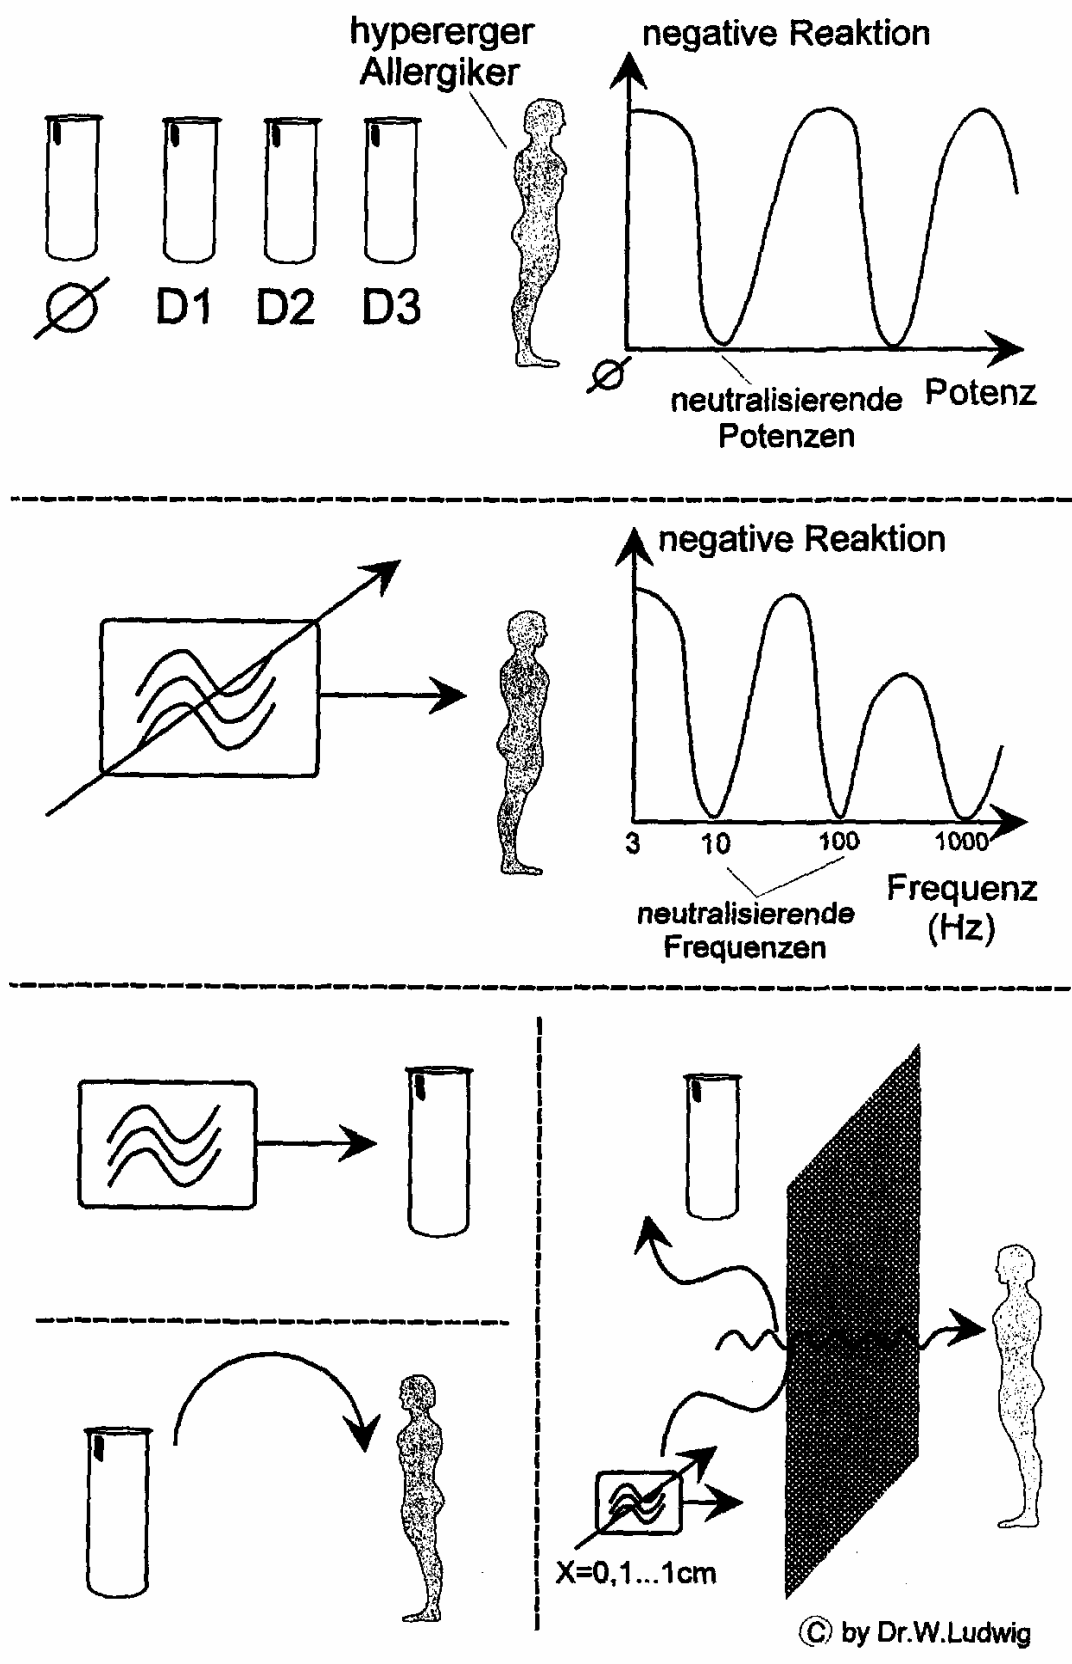 hypererger
Allergiker
negative Reaktion
Ø
D1
D2
D3
Ø
neutralisierende
Potenzen
Potenz
negative Reaktion
3
10
100
1000
Frequenz
(Hz)
neutralisierende
Frequenzen
X=0,1...1cm
© by Dr.W.Ludwig